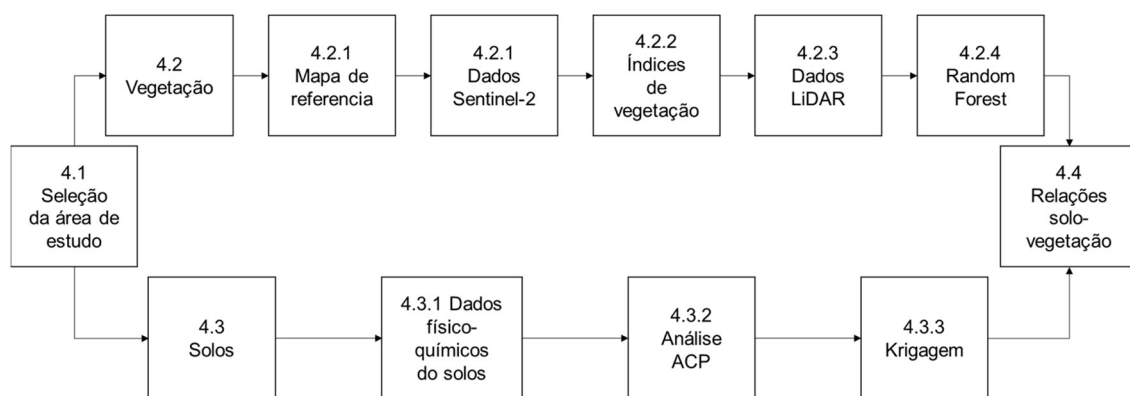 4.2
Vegetação
4.2.1
Mapa de
referencia
4.2.1
Dados
Sentinel-2
4.2.2
Índices
de
vegetação
4.2.3
Dados
LiDAR
4.2.4
Random
Forest
4.1
Seleção
da área de
estudo
4.4
Relações
solo-
vegetação
4.3
Solos
4.3.1 Dados
físico-
químicos
do solos
4.3.2
Análise
ACP
4.3.3
Krigagem